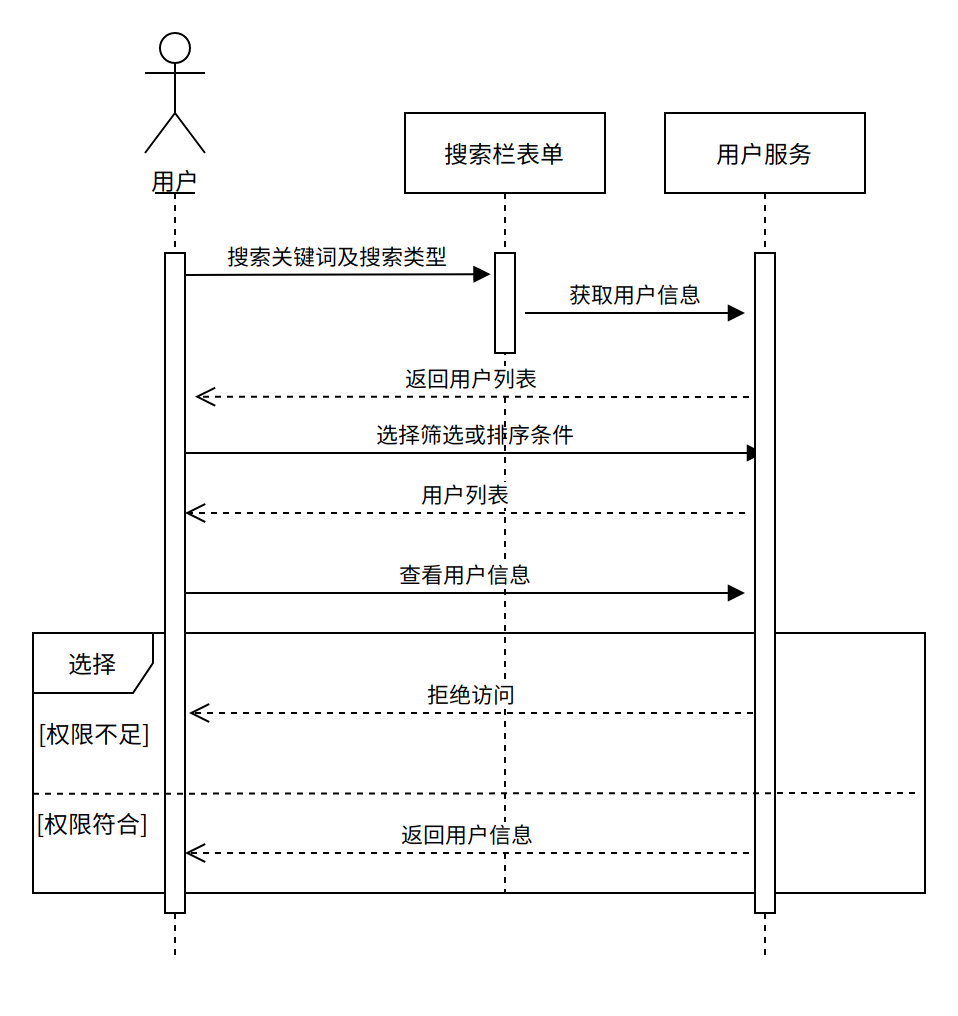 用户
搜索栏表单
用户服务
搜索关键词及搜索类型
获取用户信息
返回用户列表
选择筛选或排序条件
用户列表
查看用户信息
选择
拒绝访问
[权限不足]
[权限符合]
返回用户信息